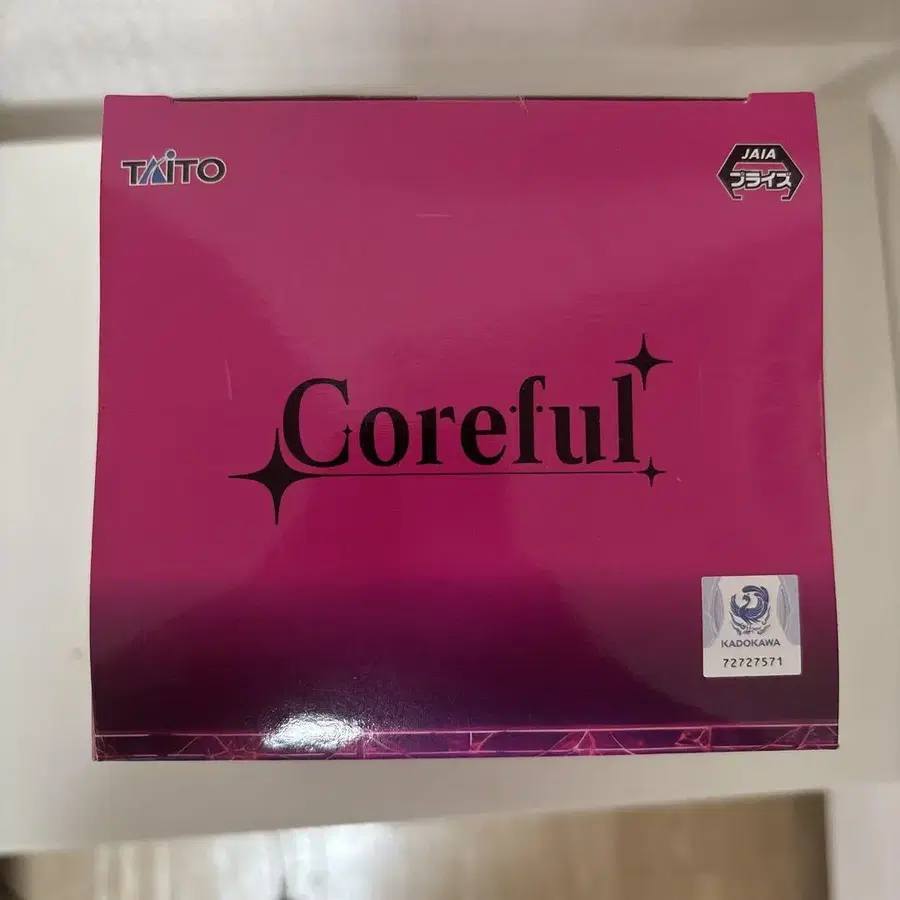 TAITO
JAIA
プライズ
Coreful
KADOKAWA
72727571